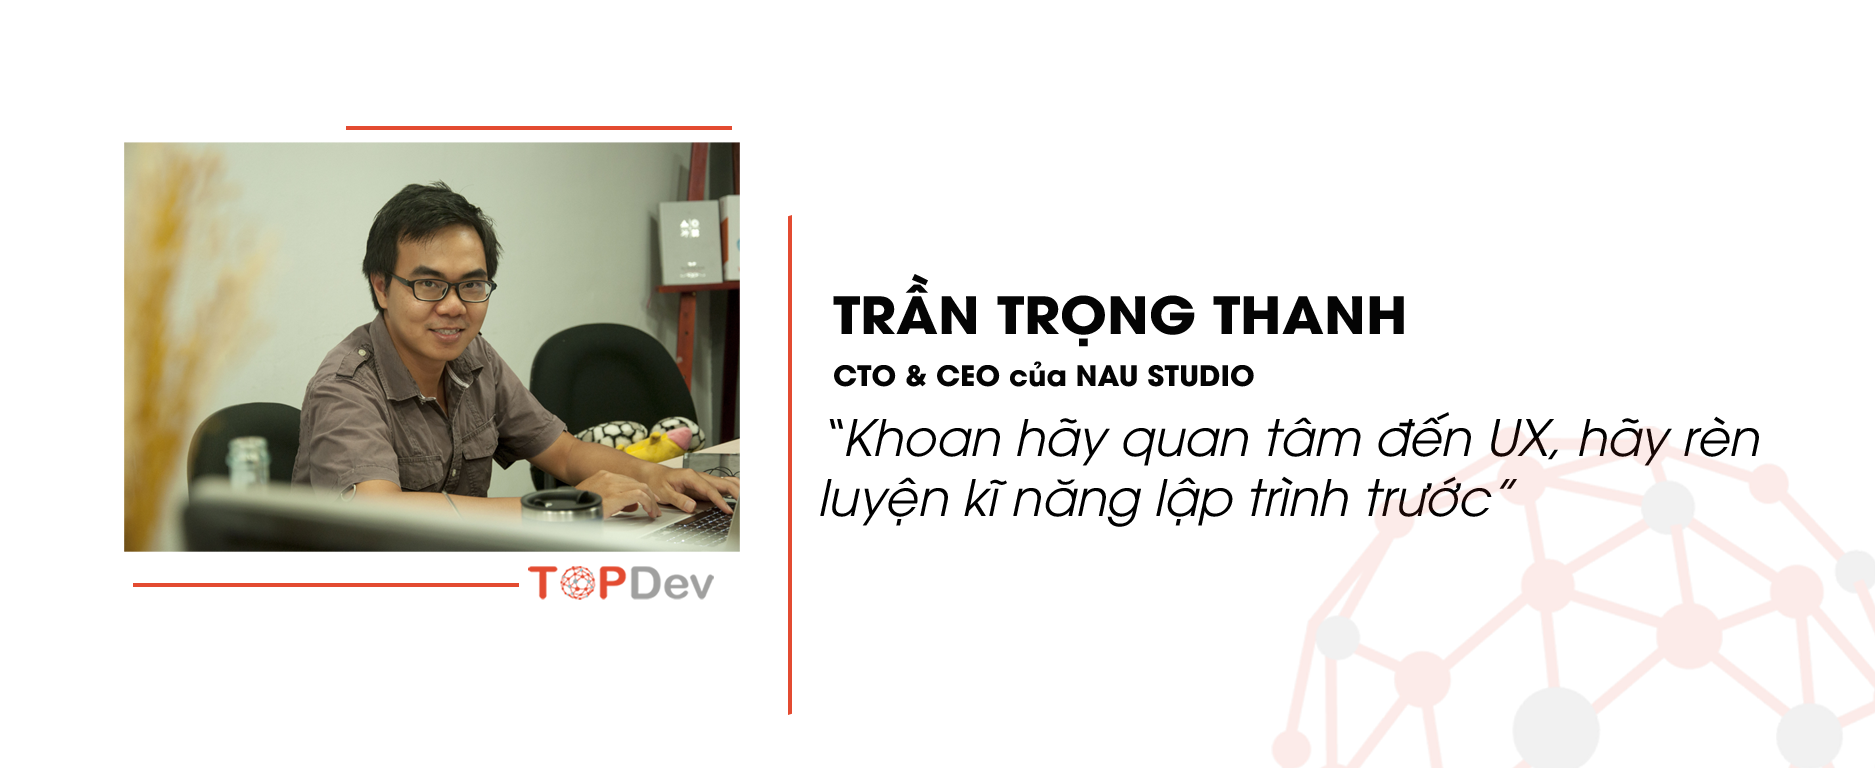 TRẦN TRỌNG THANH
CTO & CEO của NAU STUDIO
“Khoan hãy quan tâm đến UX, hãy rèn
luyện kĩ năng lập trình trước“
TOPDev